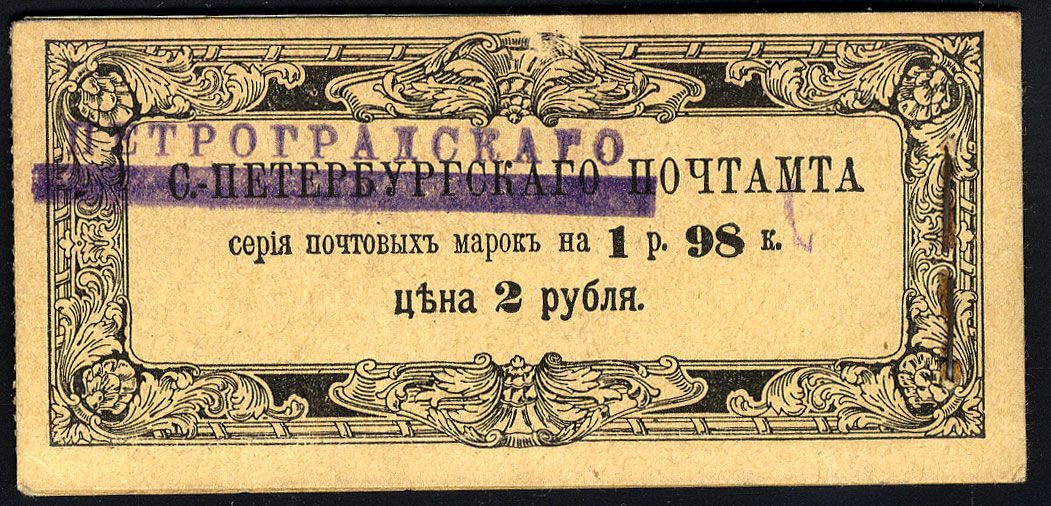 ПЕТРОГРАДСКАГО
С.-ПЕТЕРБУРГСКАГО ПОЧТАМТА
серія почтовыхъ марокъ на 1 р. 98 к.
цѣна 2 рубля.